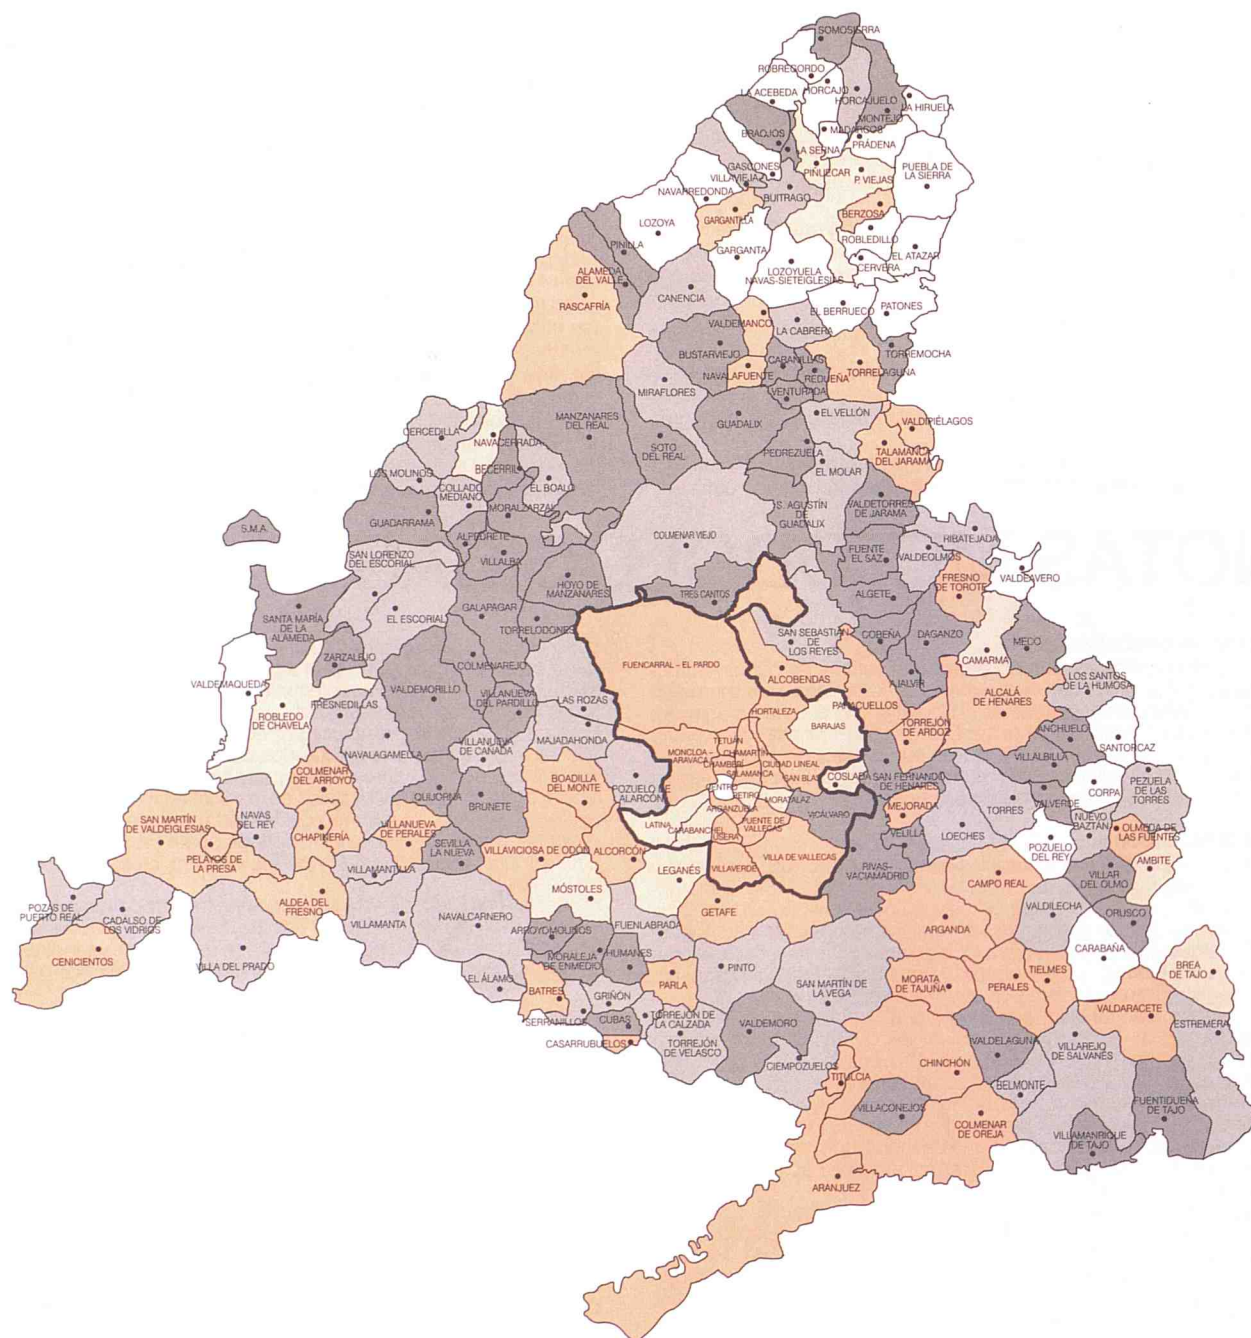 SOMOSIERRA
ROBREGORDO
HORCAJO
LA ACEBEDA
HORCAJUELO
LA HIRUELA
MONTEJO
MADARCOS
BRAOJOS
PRÁDENA
LA SERNA
GASCONES
PIÑUECAR
PUEBLA DE
LA SIERRA
VILLAVIEJA
P. VIEJAS
NAVARREDONDA
BUITRAGO
BERZOSA
GARGANTILLA
LOZOYA
ROBLEDILLO
PINILLA
GARGANTA
EL ATAZAR
CERVERA
LOZOYUELA
NAVAS-SIETEIGLESIAS
ALAMEDA
DEL VALLE
RASCAFRÍA
CANENCIA
EL BERRUECO
PATONES
VALDEMANCO
LA CABRERA
BUSTARVIEJO
TORREMOCHA
CABANILLAS
NAVALAFUENTE
REDUEÑA
TORRELAGUNA
MIRAFLORES
VENTURADA
MANZANARES
DEL REAL
GUADALIX
EL VELLÓN
VALDIPIÉLAGOS
CERCEDILLA
NAVACERRADA
SOTO
DEL REAL
PEDREZUELA
TALAMANCA
DEL JARAMA
BECERRIL
EL MOLAR
LOS MOLINOS
COLLADO
MEDIANO
EL BOALO
S. AGUSTÍN
DE
GUADALIX
VALDETORRES
DE JARAMA
MORALZARZAL
GUADARRAMA
S.M.A.
COLMENAR VIEJO
ALPEDRETE
RIBATEJADA
SAN LORENZO
DEL ESCORIAL
VILLALBA
FUENTE
EL SAZ
VALDEOLMOS
VALDEAVERO
FRESNO
DE TOROTE
HOYO DE
MANZANARES
TRES CANTOS
ALGETE
EL ESCORIAL
GALAPAGAR
SANTA MARÍA
DE LA
ALAMEDA
TORRELODONES
SAN SEBASTIÁN
DE
LOS REYES
COBEÑA
DAGANZO
MECO
CAMARMA
ZARZALEJO
COLMENAREJO
FUENCARRAL – EL PARDO
VALDEMAQUEDA
ALCOBENDAS
AJALVIR
LOS SANTOS
DE LA HUMOSA
VALDEMORILLO
VILLANUEVA
DEL PARDILLO
LAS ROZAS
ALCALÁ
DE HENARES
ROBLEDO
DE CHAVELA
FRESNEDILLAS
PARACUELLOS
HORTALEZA
BARAJAS
TORREJÓN
DE ARDOZ
ANCHUELO
NAVALAGAMELLA
VILLANUEVA
DE CAÑADA
MAJADAHONDA
TETUÁN
CHAMARTÍN
MONCLOA –
ARAVACA
CHAMBERÍ
CIUDAD LINEAL
SALAMANCA
SAN BLAS
SANTORCAZ
VILLALBILLA
COLMENAR
DEL ARROYO
BOADILLA
DEL MONTE
POZUELO DE
ALARCÓN
CENTRO
RETIRO
COSLADA
SAN FERNANDO
DE HENARES
CORPA
PEZUELA
DE LAS
TORRES
QUIJORNA
BRUNETE
MORATALAZ
ARGANZUELA
MEJORADA
TORRES
VALVERDE
NUEVO
BAZTÁN
SAN MARTÍN
DE VALDEIGLESIAS
NAVAS
DEL REY
CHAPINERÍA
VILLANUEVA
DE PERALES
LATINA
CARABANCHEL
USERA
PUENTE DE
VALLECAS
VICÁLVARO
VELILLA
LOECHES
OLMEDA DE
LAS FUENTES
SEVILLA
LA NUEVA
VILLAVICIOSA DE ODÓN
ALCORCÓN
POZUELO
DEL REY
PELAYOS DE
LA PRESA
VILLAMANTILLA
VILLAVERDE
VILLA DE VALLECAS
RIVAS–
VACIAMADRID
VILLAR
DEL OLMO
AMBITE
LEGANÉS
MÓSTOLES
CAMPO REAL
ALDEA DEL
FRESNO
GETAFE
POZAS DE
PUERTO REAL
CADALSO DE
LOS VIDRIOS
VILLAMANTA
NAVALCARNERO
FUENLABRADA
VALDILECHA
ORUSCO
ARROYOMOLINOS
ARGANDA
CARABAÑA
CENICIENTOS
VILLA DEL PRADO
MORALEJA
DE ENMEDIO
HUMANES
PINTO
BREA
DE TAJO
EL ÁLAMO
BATRES
PARLA
SAN MARTÍN DE
LA VEGA
MORATA
DE TAJUÑA
PERALES
TIELMES
GRIÑÓN
SERRANILLOS
CUBAS
TORREJÓN DE
LA CALZADA
VALDARACETE
CASARRUBUELOS
TORREJÓN
DE VELASCO
VALDEMORO
VALDELAGUNA
VILLAREJO
DE SALVANÉS
ESTREMERA
CIEMPOZUELOS
CHINCHÓN
TITULCIA
BELMONTE
FUENTIDUEÑA
DE TAJO
VILLACONEJOS
COLMENAR
DE OREJA
VILLAMANRIQUE
DE TAJO
ARANJUEZ